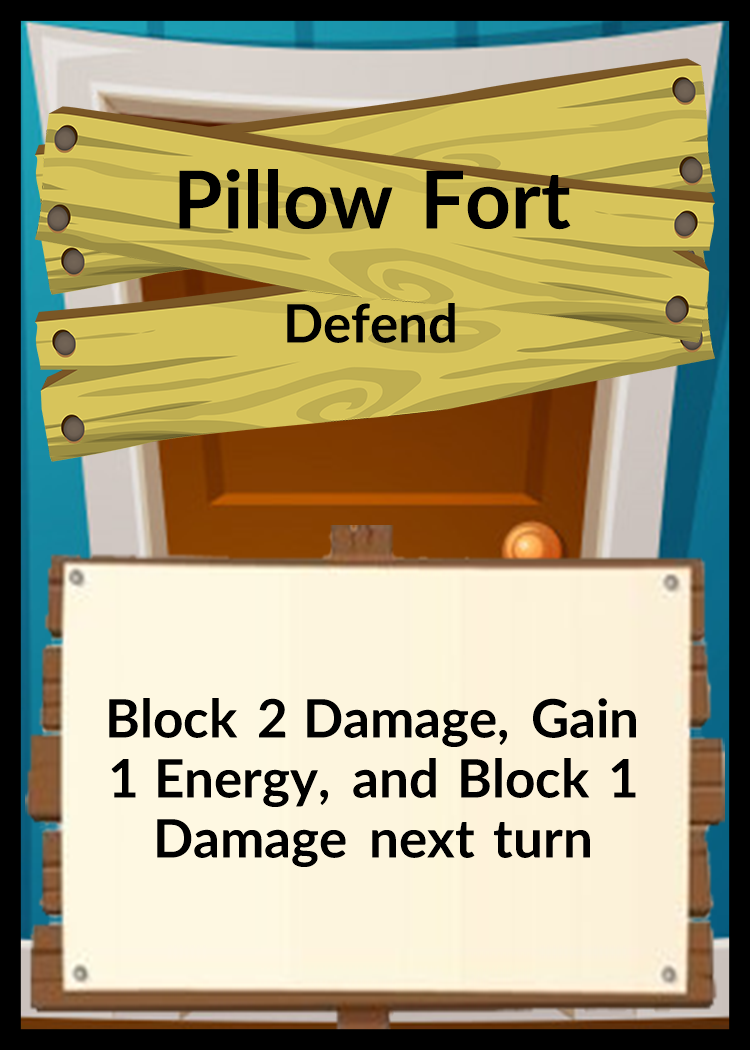 Pillow Fort
Defend
Block 2 Damage, Gain
1 Energy, and Block 1
Damage next turn